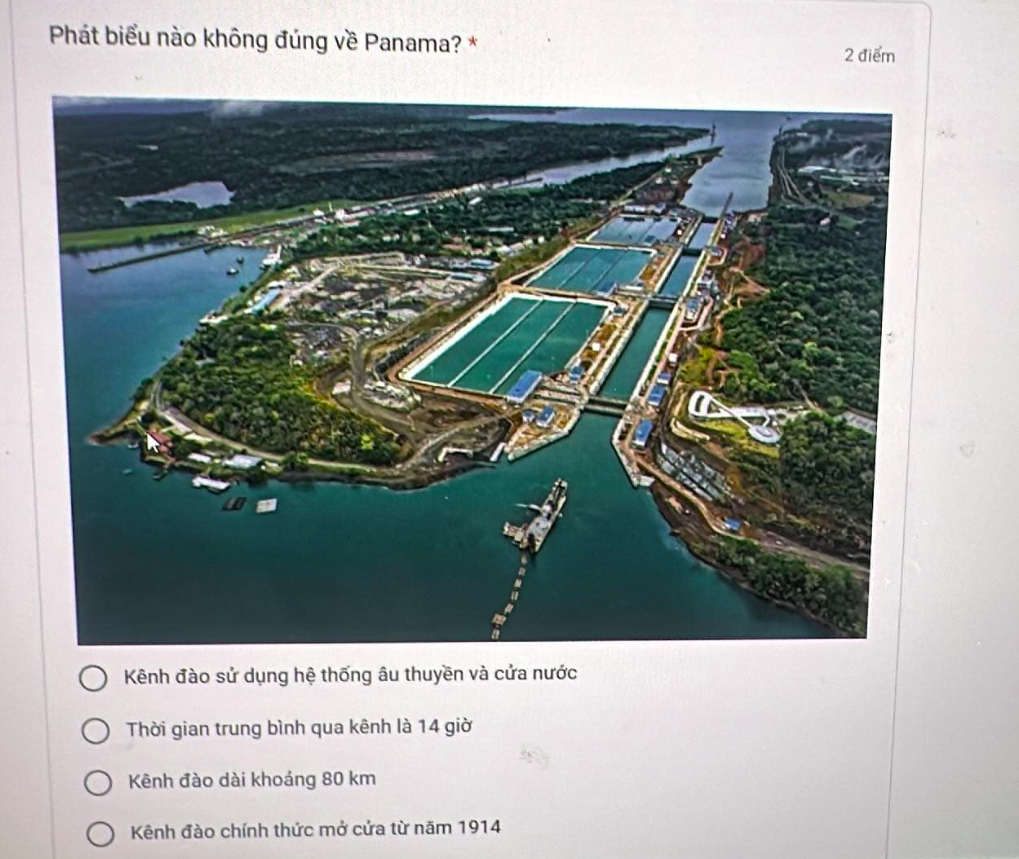 Phát biểu nào không đúng về Panama? *
2 điểm
Kênh đào sử dụng hệ thống âu thuyền và cửa nước
Thời gian trung bình qua kênh là 14 giờ
Kênh đào dài khoảng 80 km
Kênh đào chính thức mở cửa từ năm 1914